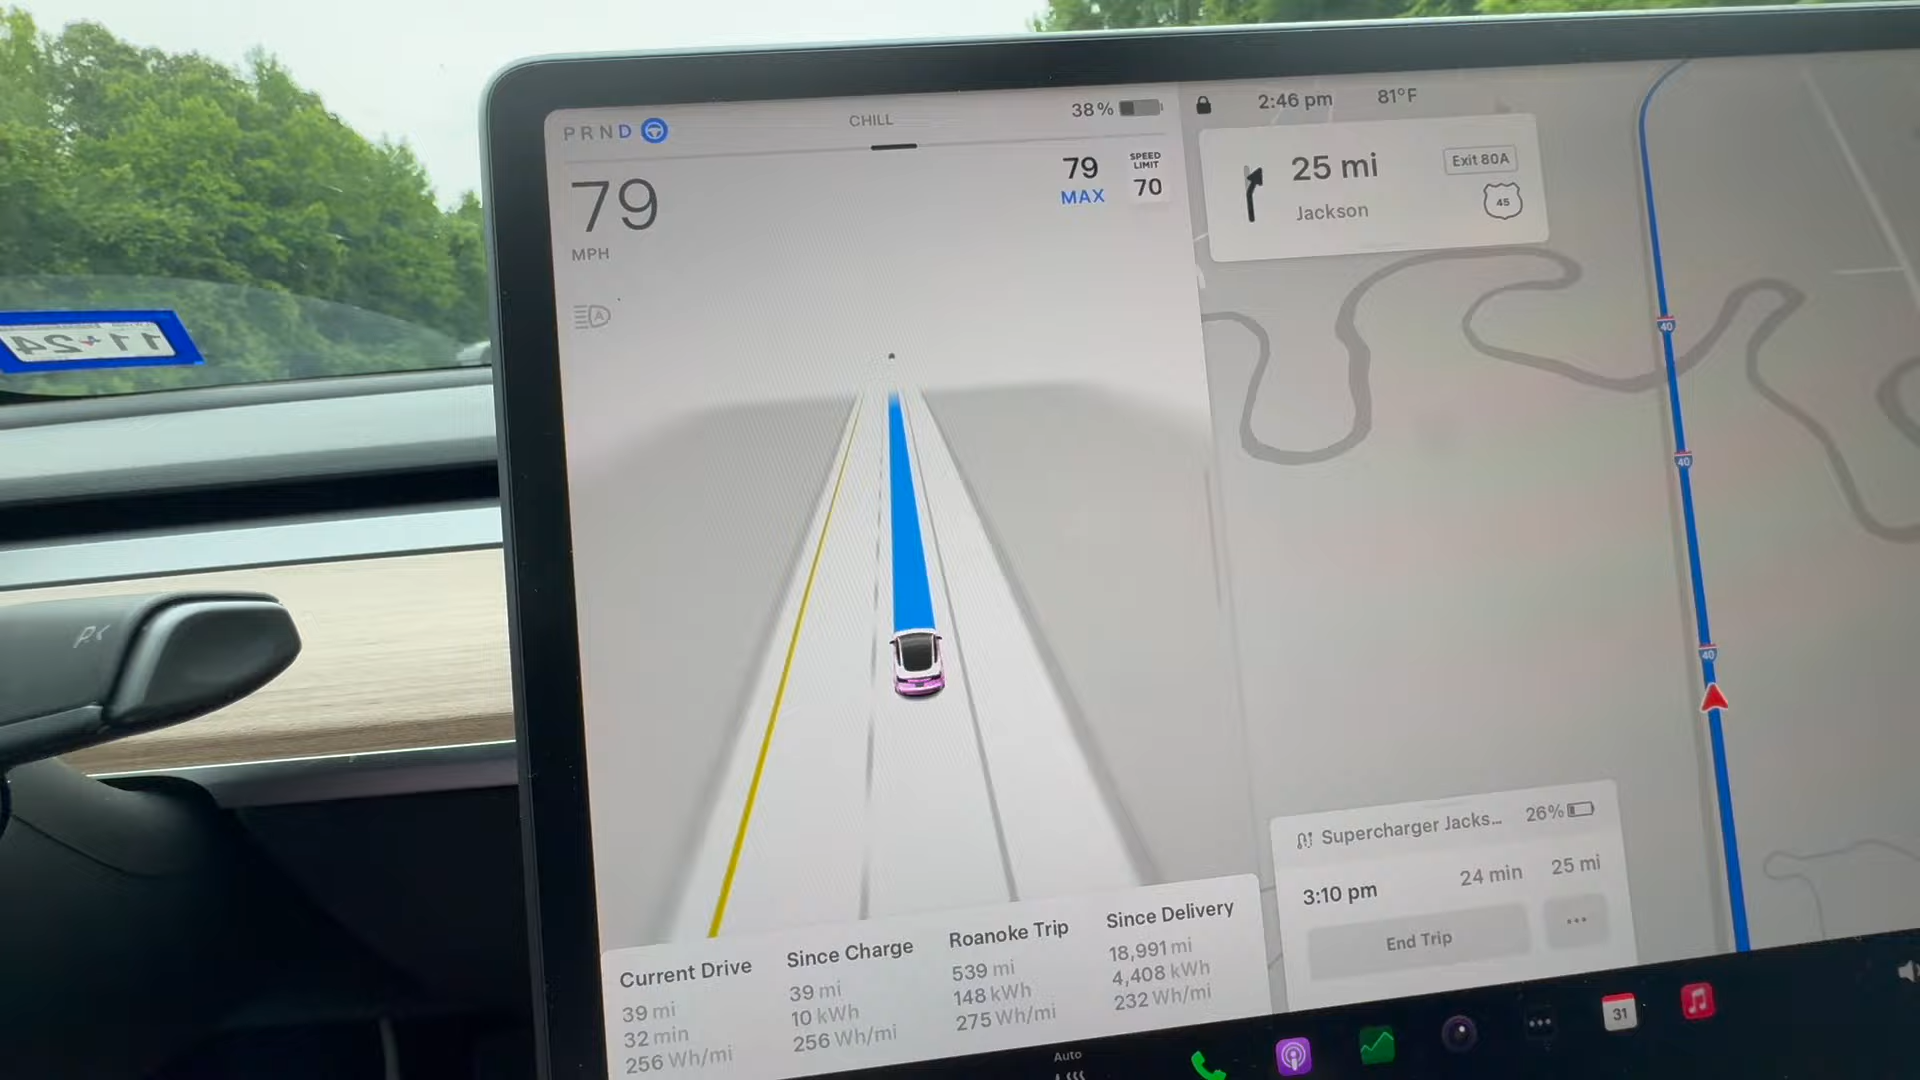 PRND
CHILL
38%
2:46 pm
81°F
79
MPH
79
MAX
SPEED
LIMIT
70
25 mi
Exit 80A
Jackson
45
A
11 24
40
40
40
P<
Supercharger Jacks...
26%
3:10 pm
24 min
25 mi
End Trip
Current Drive
39 mi
32 min
256 Wh/mi
Since Charge
39 mi
10 kWh
256 Wh/mi
Roanoke Trip
539 mi
148 kWh
275 Wh/mi
Since Delivery
18,991 mi
4,408 kWh
232 Wh/mi
Auto
31